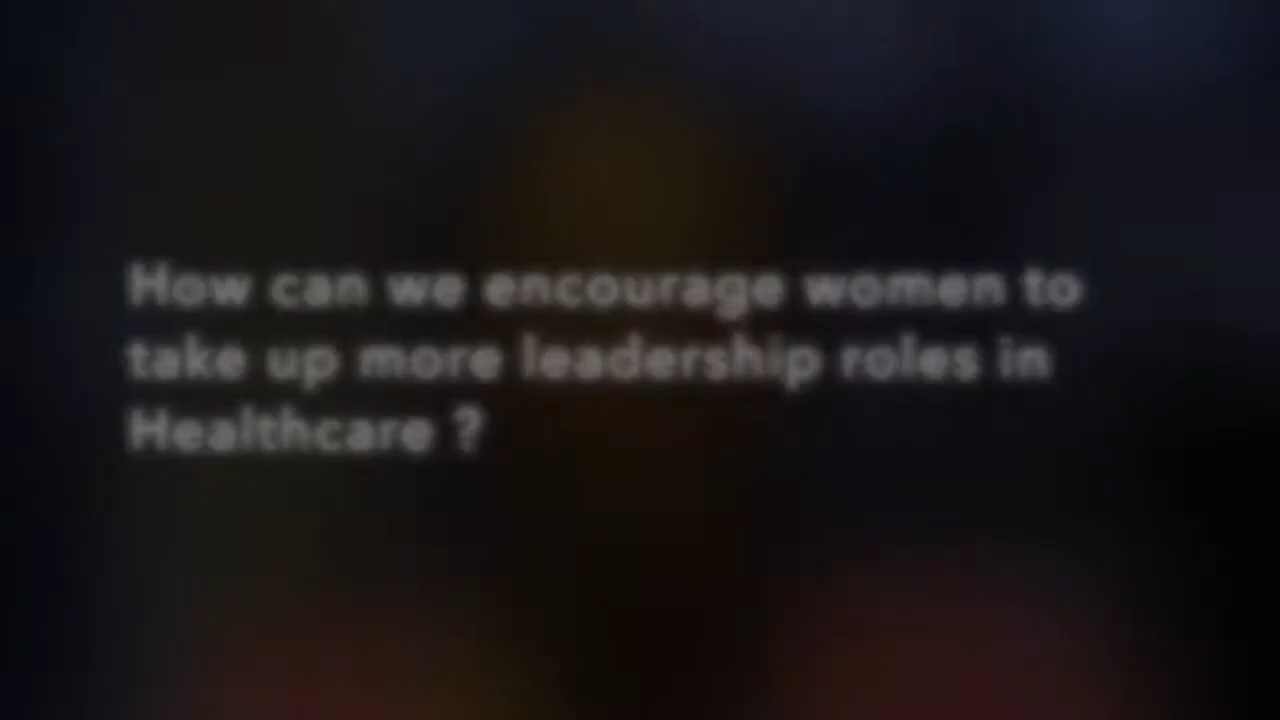 How can we encourage women to
take up more leadership roles in
Healthcare ?